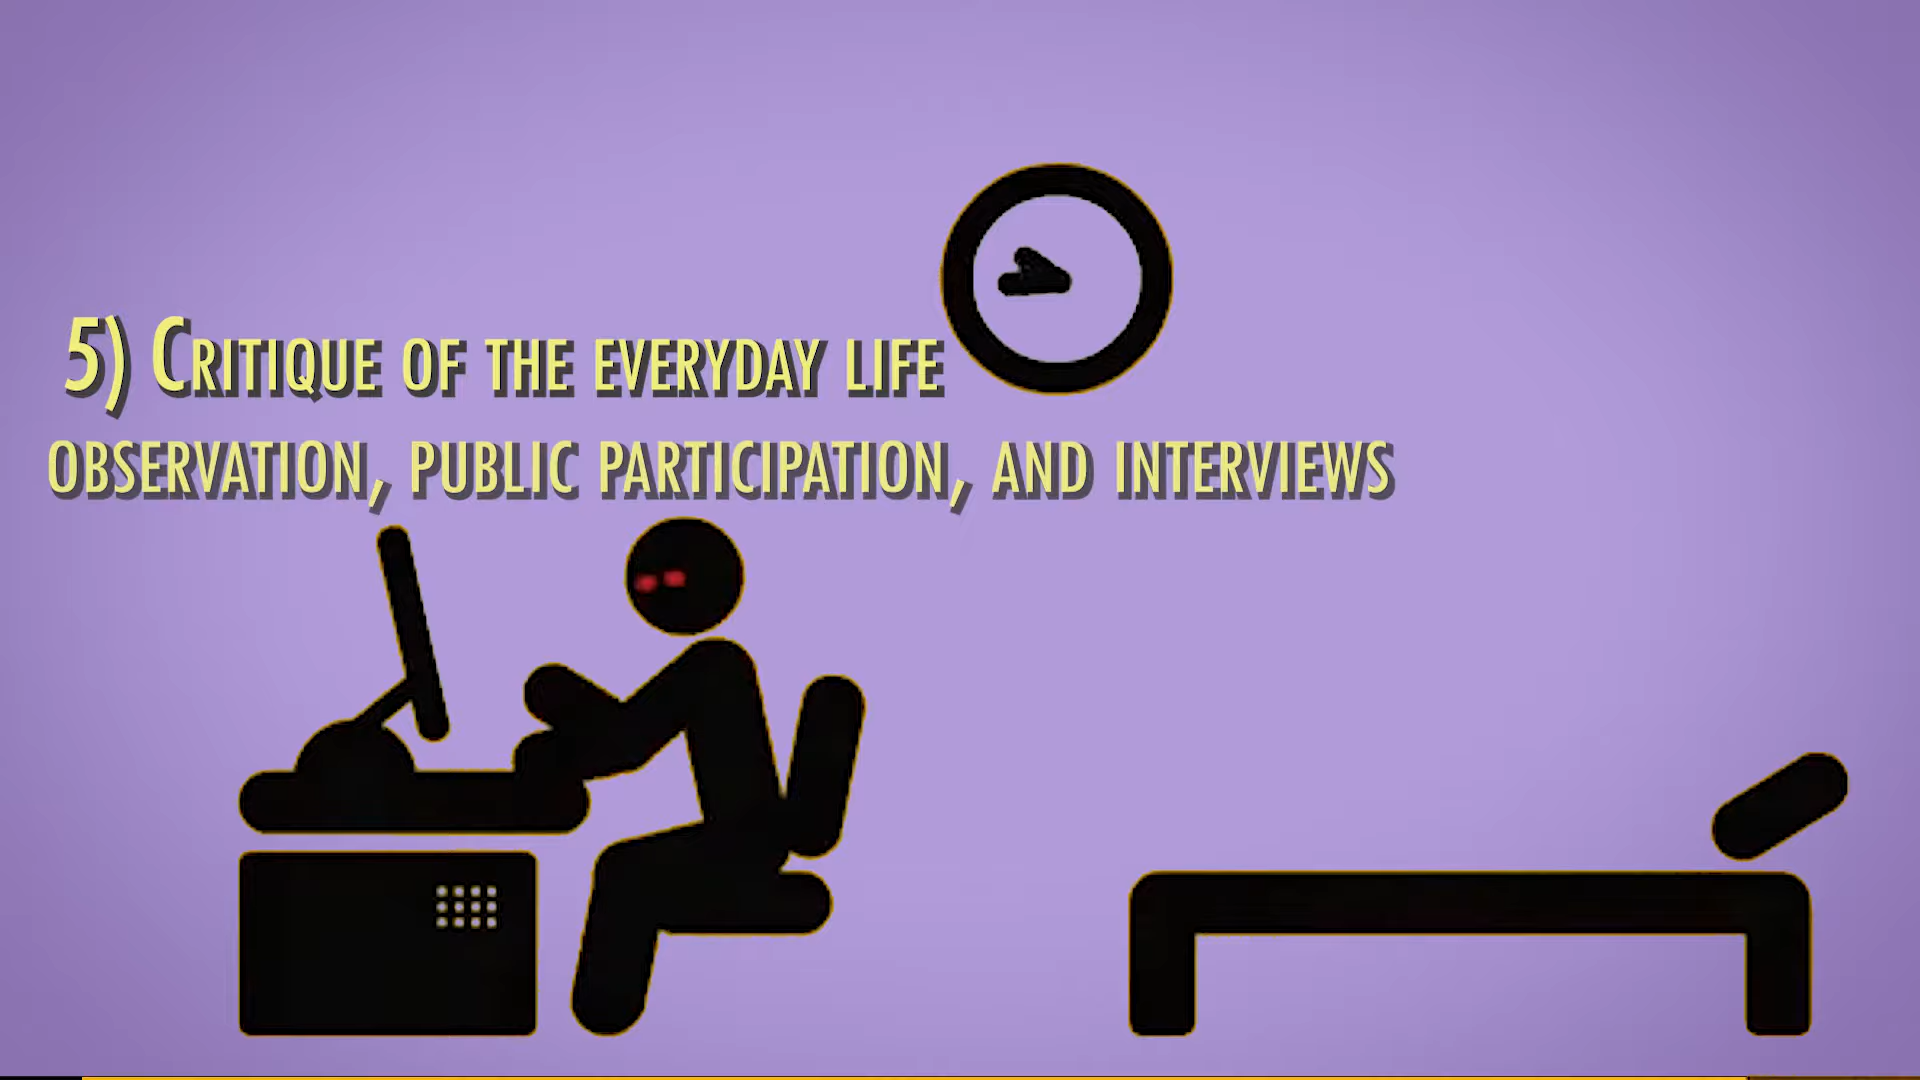 5) Critique of the everyday life
observation, public participation, and interviews